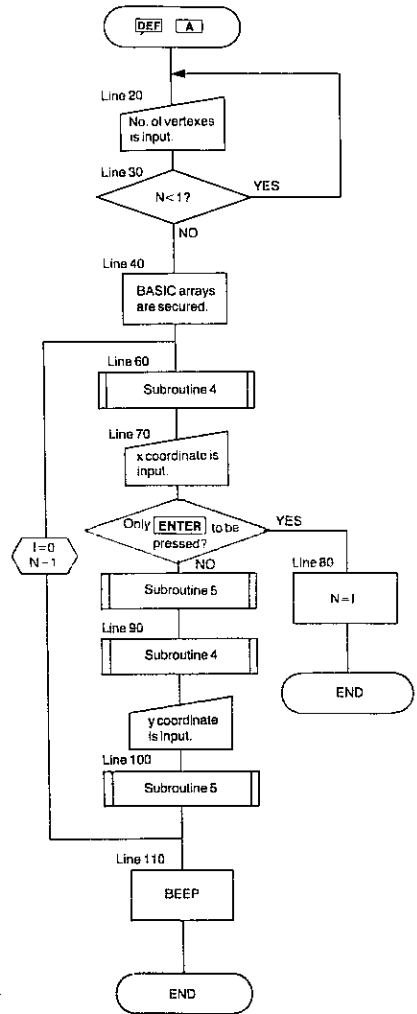 DEF A
Line 20
No. of vertexes
is input.
Line 30
N<1?
YES
NO
Line 40
BASIC arrays
are secured.
Line 60
Subroutine 4
Line 70
x coordinate is
input.
Only ENTER to be
pressed?
YES
NO
I=0
N-1
Line 80
N=I
END
Subroutine 5
Line 90
Subroutine 4
y coordinate
is input.
Line 100
Subroutine 5
Line 110
BEEP
END